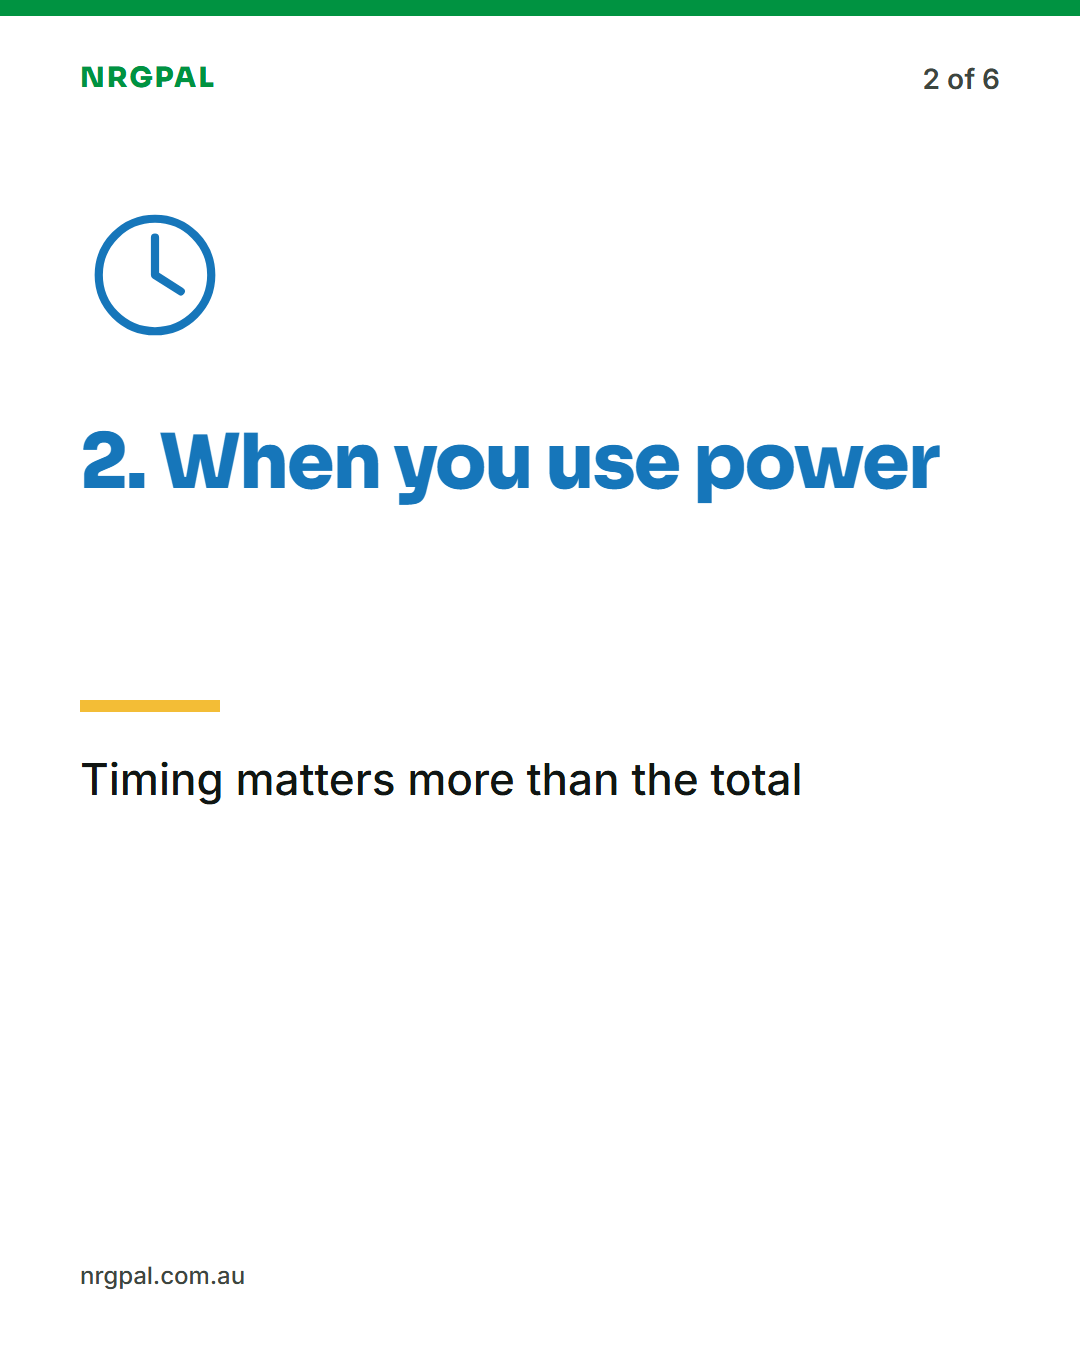 NRGPAL
2 of 6
2. When you use power
Timing matters more than the total
nrgpal.com.au